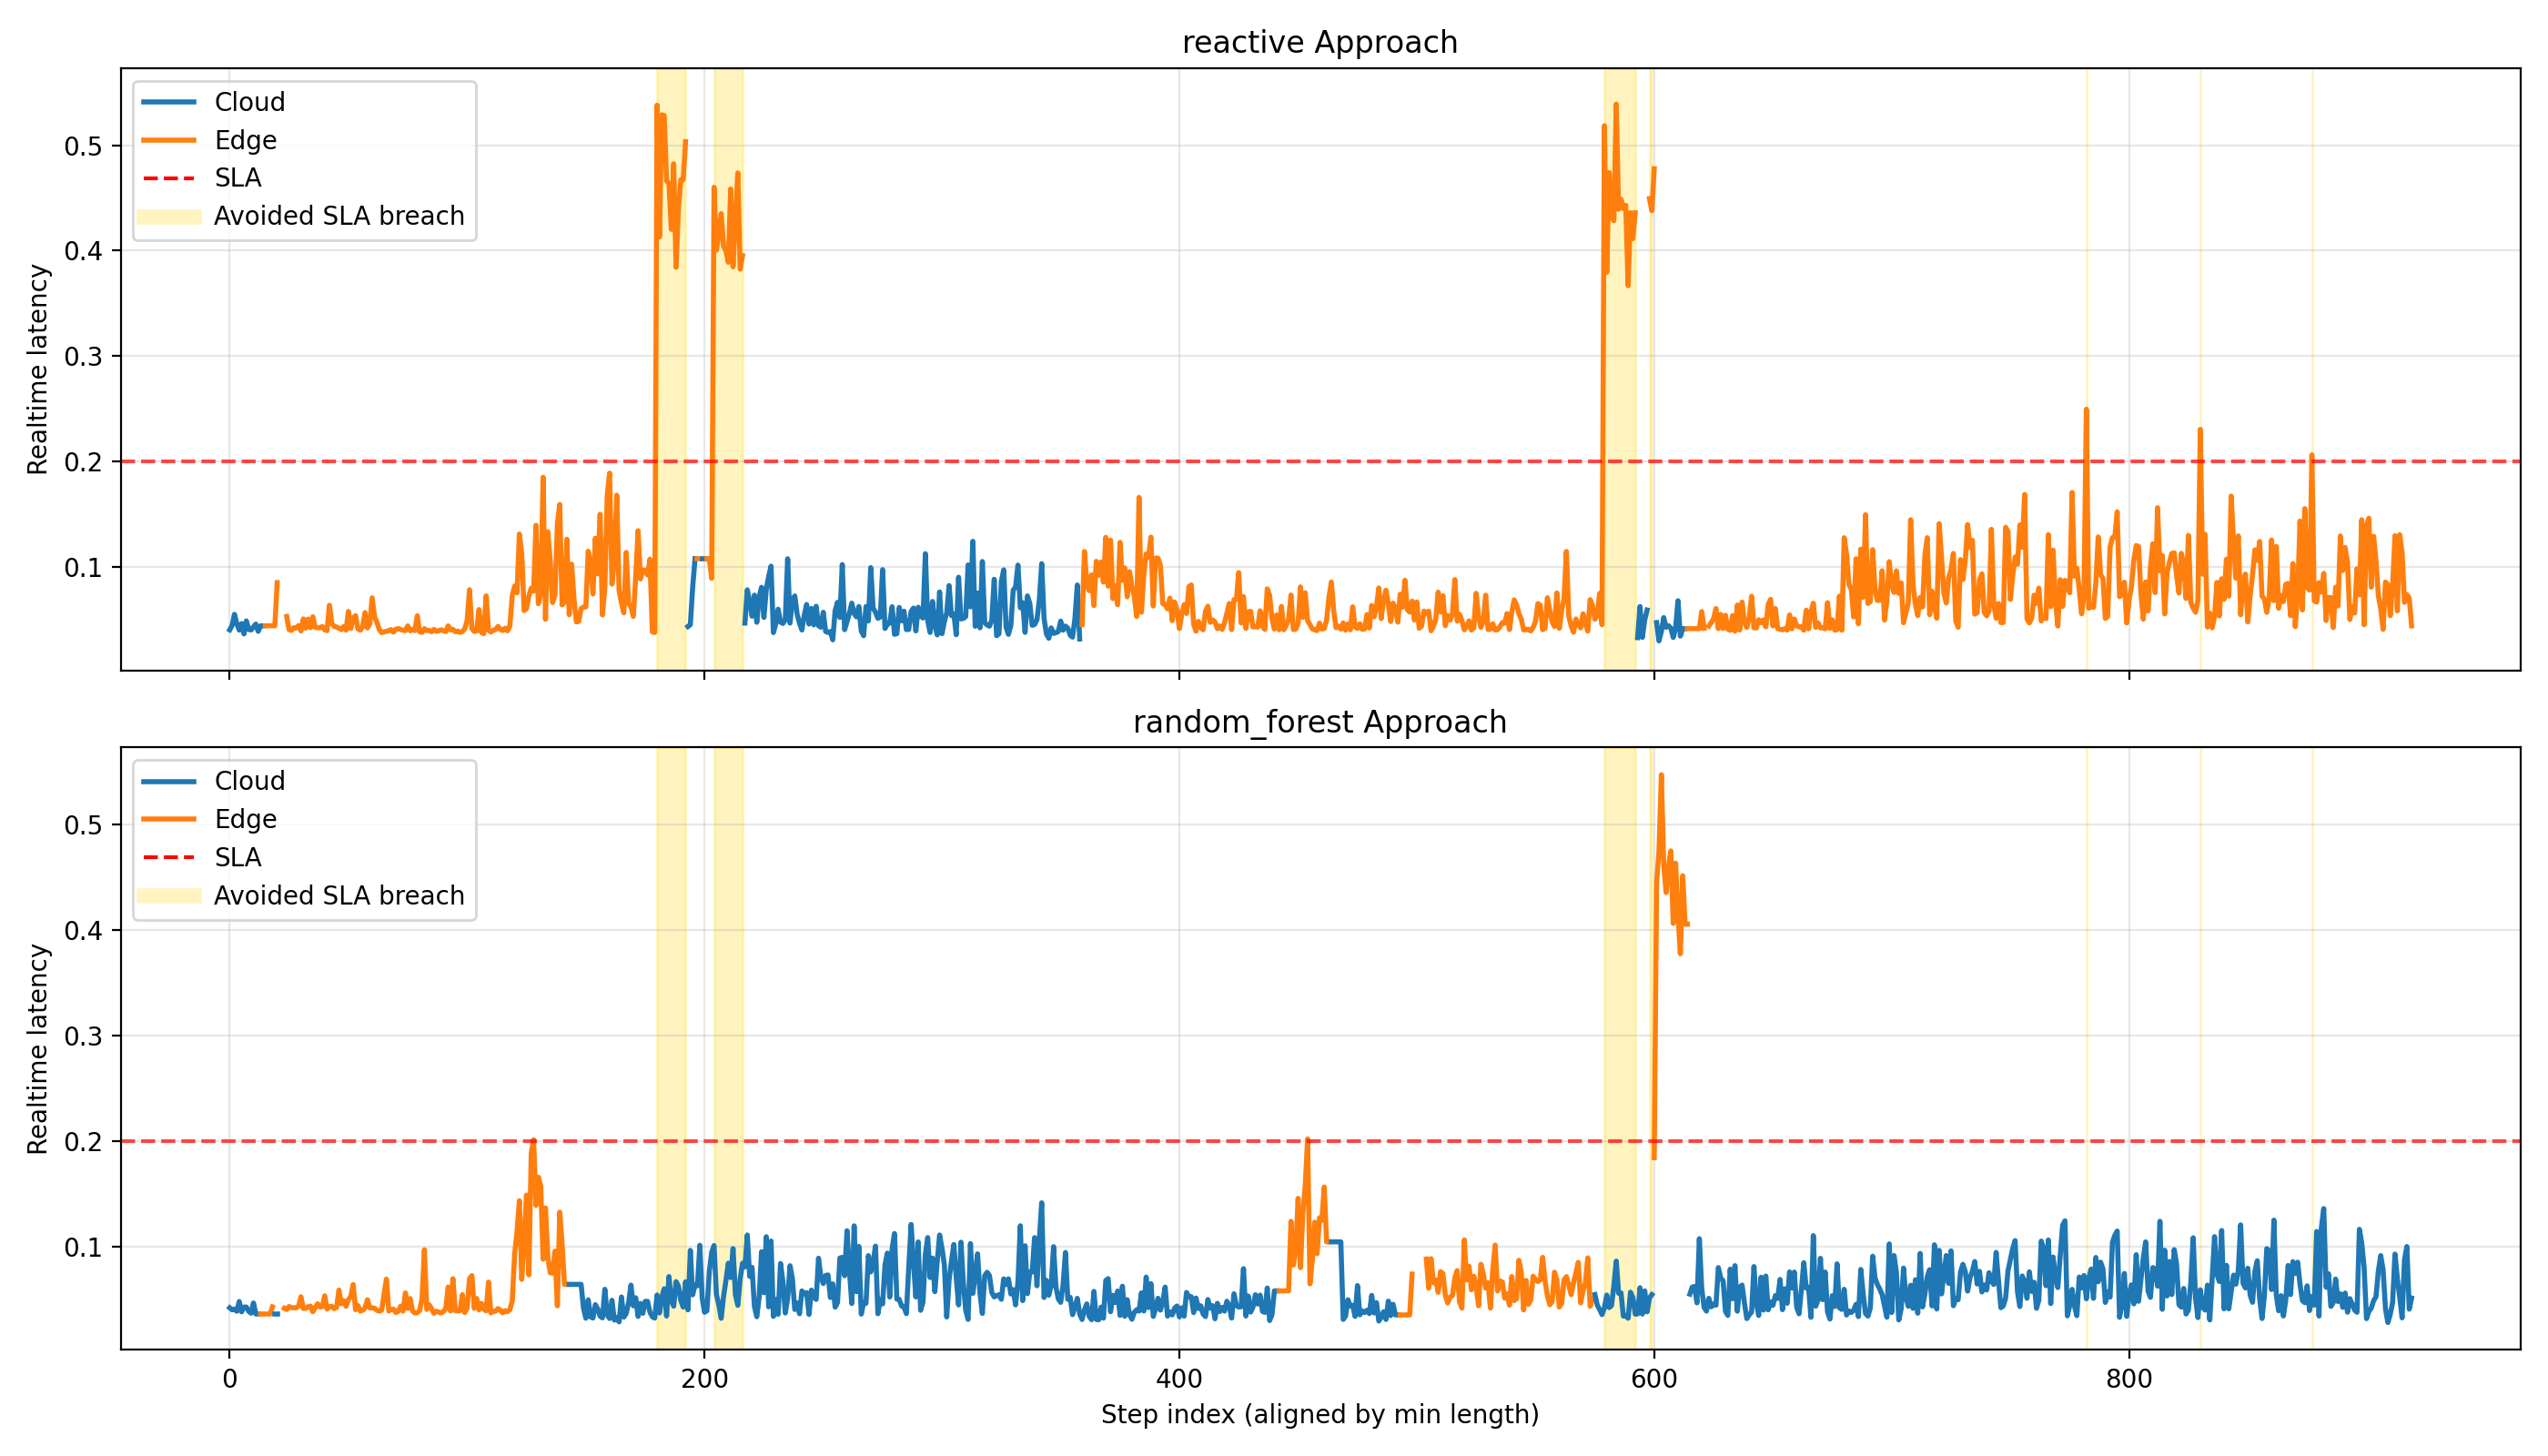 reactive Approach
Cloud
Edge
SLA
Avoided SLA breach
Realtime latency
0.5
0.4
0.3
0.2
0.1
random_forest Approach
Cloud
Edge
SLA
Avoided SLA breach
Realtime latency
0.5
0.4
0.3
0.2
0.1
0 200 400 600 800
Step index (aligned by min length)